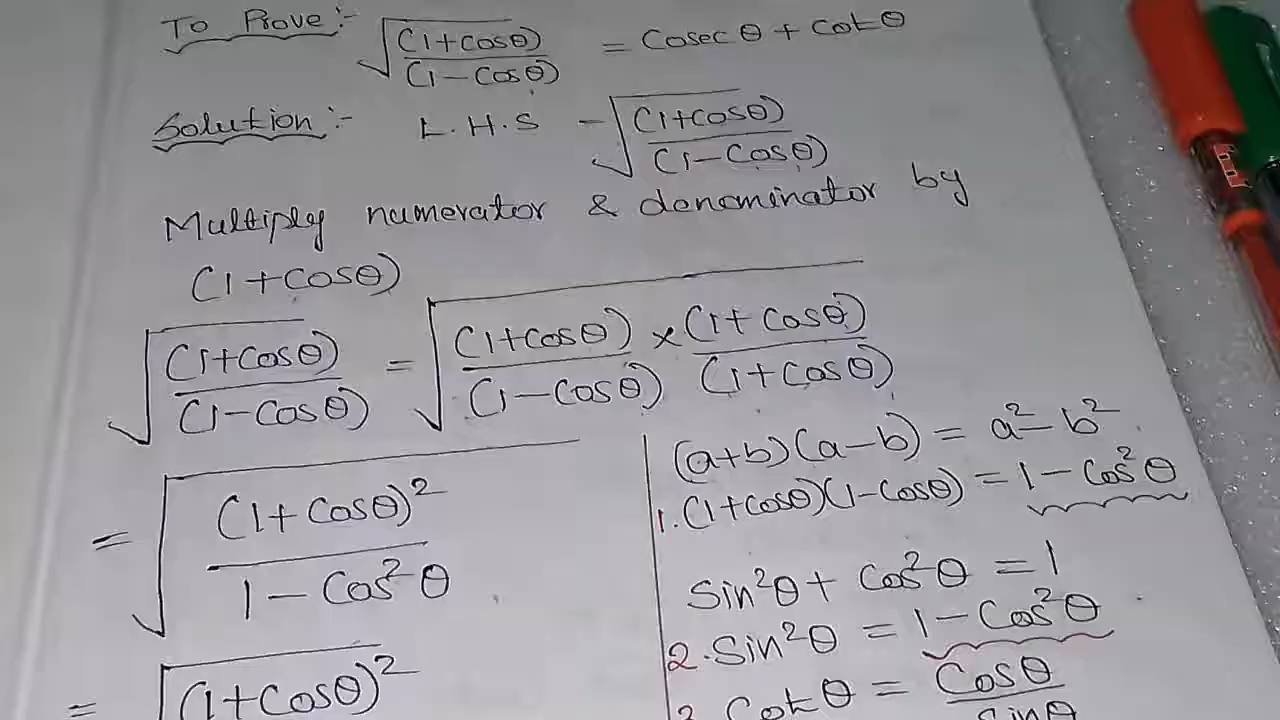 To Prove:- √(1+cosθ)/(1-cosθ) = Cosec θ + Cot θ
Solution:- L.H.S - √(1+cosθ)/(1-cosθ)
Multiply numerator & denominator by
(1+cosθ)
√(1+cosθ)/(1-cosθ) = √(1+cosθ)/(1-cosθ) × (1+cosθ)/(1+cosθ)
= √(1+cosθ)²/1-Cos²θ
= √(1+cosθ)²
(a+b)(a-b) = a²-b²
1. (1+cosθ)(1-cosθ) = 1-Cos²θ
Sin²θ + Cos²θ = 1
2. Sin²θ = 1-Cos²θ
3. Cot θ = Cosθ/Sinθ